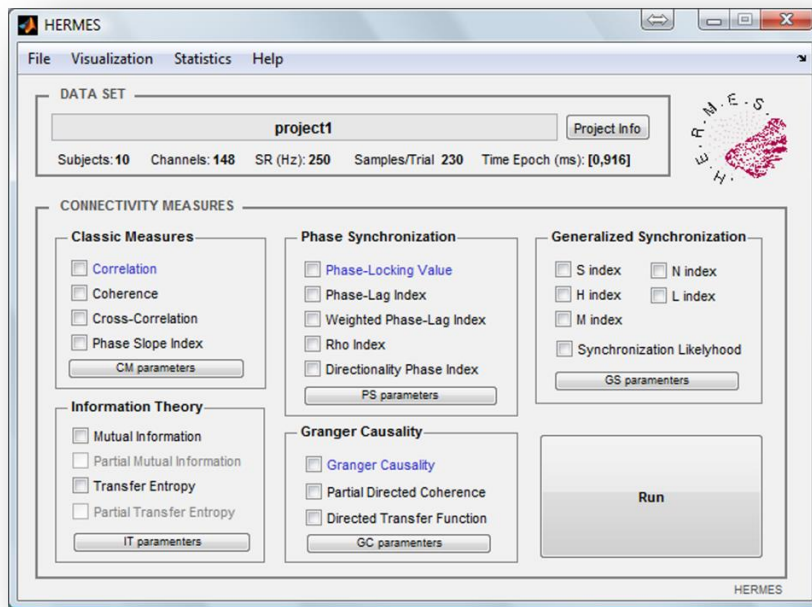 HERMES
File Visualization Statistics Help
DATA SET
project1 Project Info
Subjects: 10 Channels: 148 SR (Hz): 250 Samples/Trial 230 Time Epoch (ms): [0,916]
H.E.R.M.E.S.
CONNECTIVITY MEASURES
Classic Measures
Correlation
Coherence
Cross-Correlation
Phase Slope Index
CM parameters
Phase Synchronization
Phase-Locking Value
Phase-Lag Index
Weighted Phase-Lag Index
Rho Index
Directionality Phase Index
PS parameters
Generalized Synchronization
S index N index
H index L index
M index
Synchronization Likelyhood
GS paramenters
Information Theory
Mutual Information
Partial Mutual Information
Transfer Entropy
Partial Transfer Entropy
IT paramenters
Granger Causality
Granger Causality
Partial Directed Coherence
Directed Transfer Function
GC paramenters
Run
HERMES